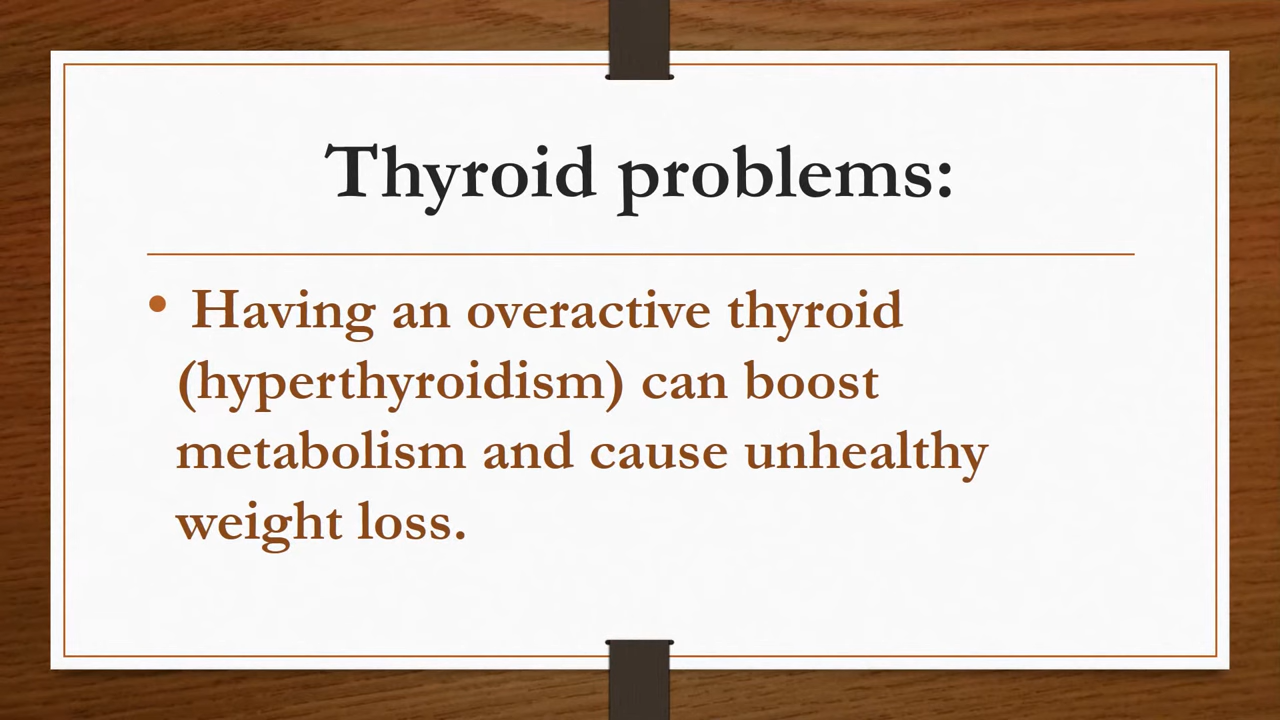 Thyroid problems:
• Having an overactive thyroid
(hyperthyroidism) can boost
metabolism and cause unhealthy
weight loss.